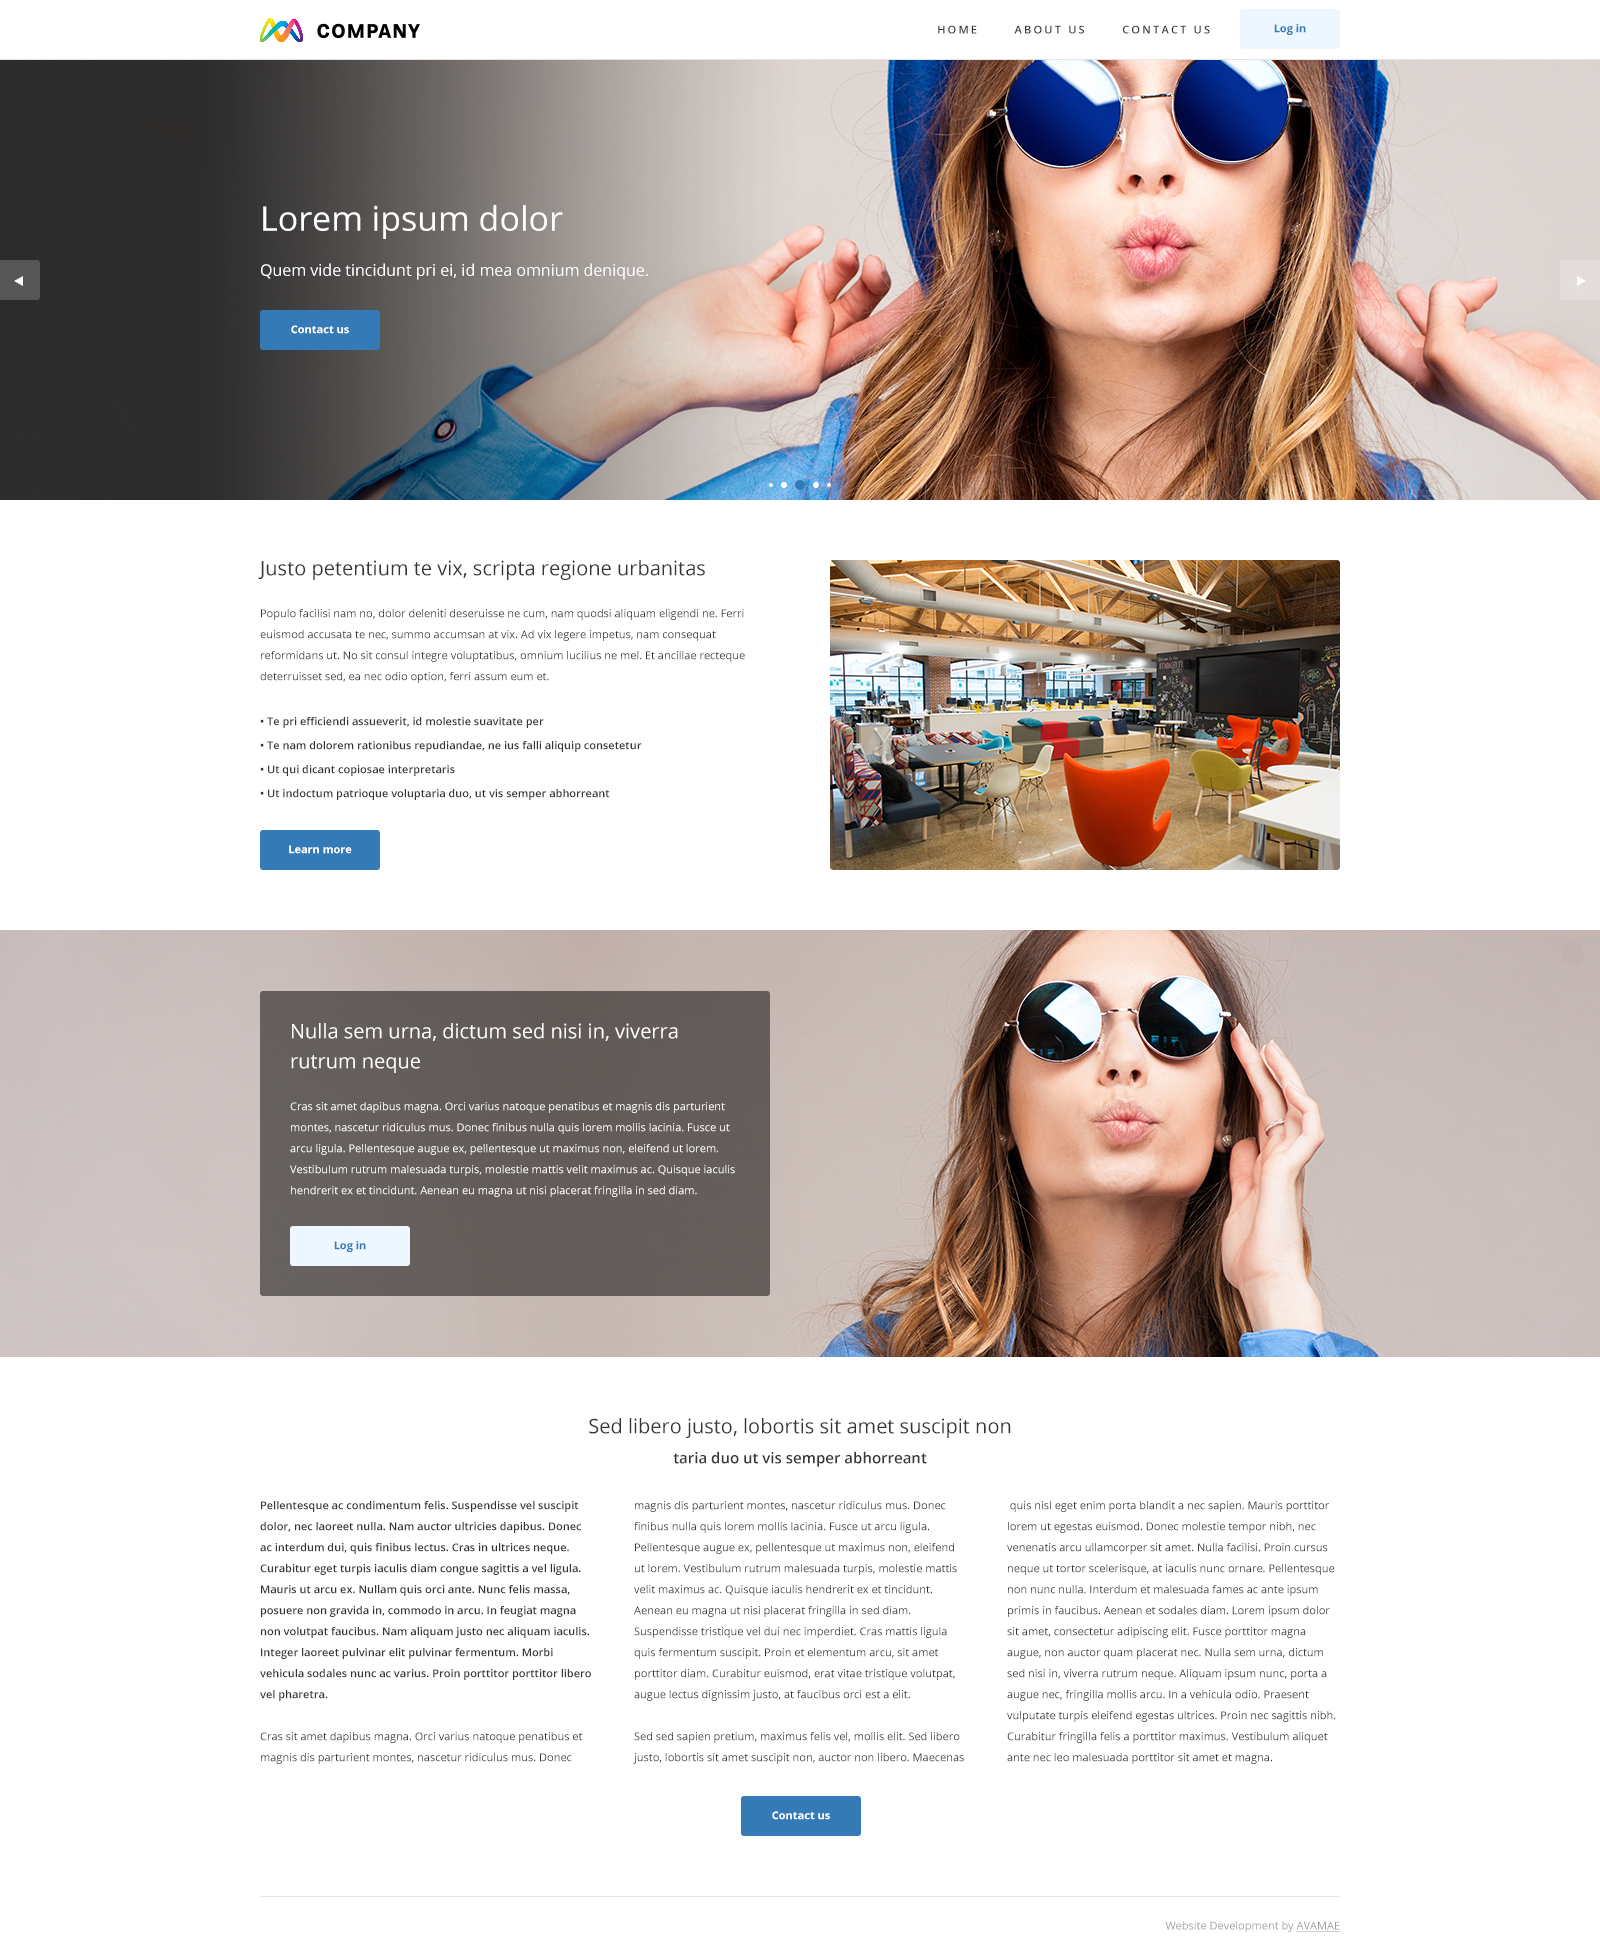 COMPANY
HOME ABOUT US CONTACT US Log in
Lorem ipsum dolor
Quem vide tincidunt pri ei, id mea omnium denique.
Contact us
Justo petentium te vix, scripta regione urbanitas
Populo facilisi nam no, dolor deleniti deseruisse ne cum, nam quodsi aliquam eligendi ne. Ferri
euismod accusata te nec, summo accumsan at vix. Ad vix legere impetus, nam consequat
reformidans ut. No sit consul integre voluptatibus, omnium lucilius ne mel. Et ancillae recteque
deterruisset sed, ea nec odio option, ferri assum eum et.
• Te pri efficiendi assueverit, id molestie suavitate per
• Te nam dolorem rationibus repudiandae, ne ius falli aliquip consetetur
• Ut qui dicant copiosae interpretaris
• Ut indoctum patrioque voluptaria duo, ut vis semper abhorreant
Learn more
Nulla sem urna, dictum sed nisi in, viverra
rutrum neque
Cras sit amet dapibus magna. Orci varius natoque penatibus et magnis dis parturient
montes, nascetur ridiculus mus. Donec finibus nulla quis lorem mollis lacinia. Fusce ut
arcu ligula. Pellentesque augue ex, pellentesque ut maximus non, eleifend ut lorem.
Vestibulum rutrum malesuada turpis, molestie mattis velit maximus ac. Quisque iaculis
hendrerit ex et tincidunt. Aenean eu magna ut nisi placerat fringilla in sed diam.
Log in
Sed libero justo, lobortis sit amet suscipit non
taria duo ut vis semper abhorreant
Pellentesque ac condimentum felis. Suspendisse vel suscipit
dolor, nec laoreet nulla. Nam auctor ultricies dapibus. Donec
ac interdum dui, quis finibus lectus. Cras in ultrices neque.
Curabitur eget turpis iaculis diam congue sagittis a vel ligula.
Mauris ut arcu ex. Nullam quis orci ante. Nunc felis massa,
posuere non gravida in, commodo in arcu. In feugiat magna
non volutpat faucibus. Nam aliquam justo nec aliquam iaculis.
Integer laoreet pulvinar elit pulvinar fermentum. Morbi
vehicula sodales nunc ac varius. Proin porttitor porttitor libero
vel pharetra.
Cras sit amet dapibus magna. Orci varius natoque penatibus et
magnis dis parturient montes, nascetur ridiculus mus. Donec
magnis dis parturient montes, nascetur ridiculus mus. Donec
finibus nulla quis lorem mollis lacinia. Fusce ut arcu ligula.
Pellentesque augue ex, pellentesque ut maximus non, eleifend
ut lorem. Vestibulum rutrum malesuada turpis, molestie mattis
velit maximus ac. Quisque iaculis hendrerit ex et tincidunt.
Aenean eu magna ut nisi placerat fringilla in sed diam.
Suspendisse tristique vel dui nec imperdiet. Cras mattis ligula
quis fermentum suscipit. Proin et elementum arcu, sit amet
porttitor diam. Curabitur euismod, erat vitae tristique volutpat,
augue lectus dignissim justo, at faucibus orci est a elit.
Sed sed sapien pretium, maximus felis vel, mollis elit. Sed libero
justo, lobortis sit amet suscipit non, auctor non libero. Maecenas
quis nisl eget enim porta blandit a nec sapien. Mauris porttitor
lorem ut egestas euismod. Donec molestie tempor nibh, nec
venenatis arcu ullamcorper sit amet. Nulla facilisi. Proin cursus
neque ut tortor scelerisque, at iaculis nunc ornare. Pellentesque
non nunc nulla. Interdum et malesuada fames ac ante ipsum
primis in faucibus. Aenean et sodales diam. Lorem ipsum dolor
sit amet, consectetur adipiscing elit. Fusce porttitor magna
augue, non auctor quam placerat nec. Nulla sem urna, dictum
sed nisi in, viverra rutrum neque. Aliquam ipsum nunc, porta a
augue nec, fringilla mollis arcu. In a vehicula odio. Praesent
vulputate turpis eleifend egestas ultrices. Proin nec sagittis nibh.
Curabitur fringilla felis a porttitor maximus. Vestibulum aliquet
ante nec leo malesuada porttitor sit amet et magna.
Contact us
Website Development by AVAMAE